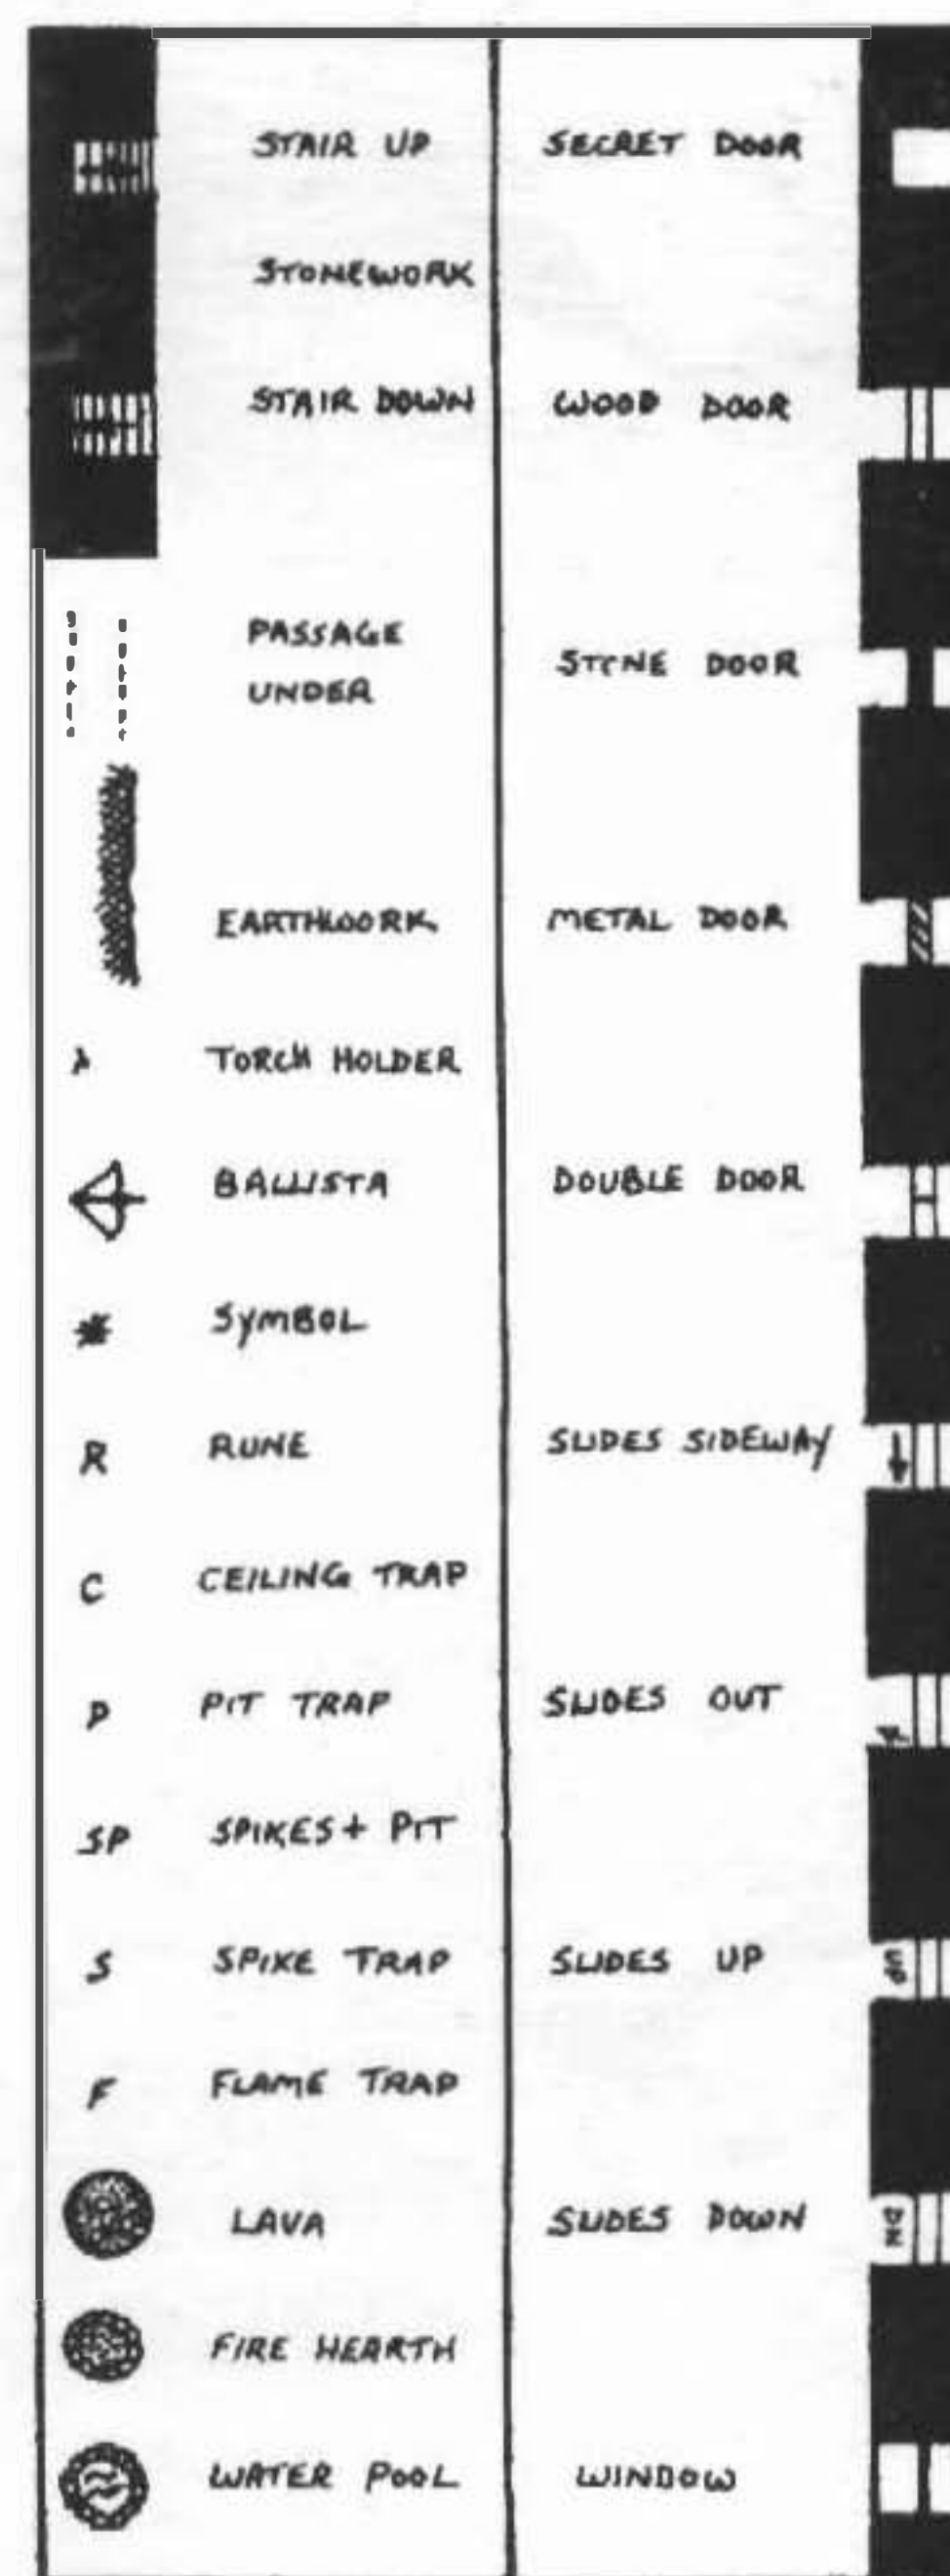 STAIR UP
STONEWORK
STAIR DOWN
PASSAGE
UNDER
EARTHWORK
TORCH HOLDER
BALLISTA
# SYMBOL
R RUNE
C CEILING TRAP
P PIT TRAP
SP SPIKES + PIT
S SPIKE TRAP
F FLAME TRAP
LAVA
FIRE HEARTH
WATER POOL
SECRET DOOR
WOOD DOOR
STONE DOOR
METAL DOOR
DOUBLE DOOR
SLIDES SIDEWAY
SLIDES OUT
SLIDES UP UP
SLIDES DOWN DN
WINDOW